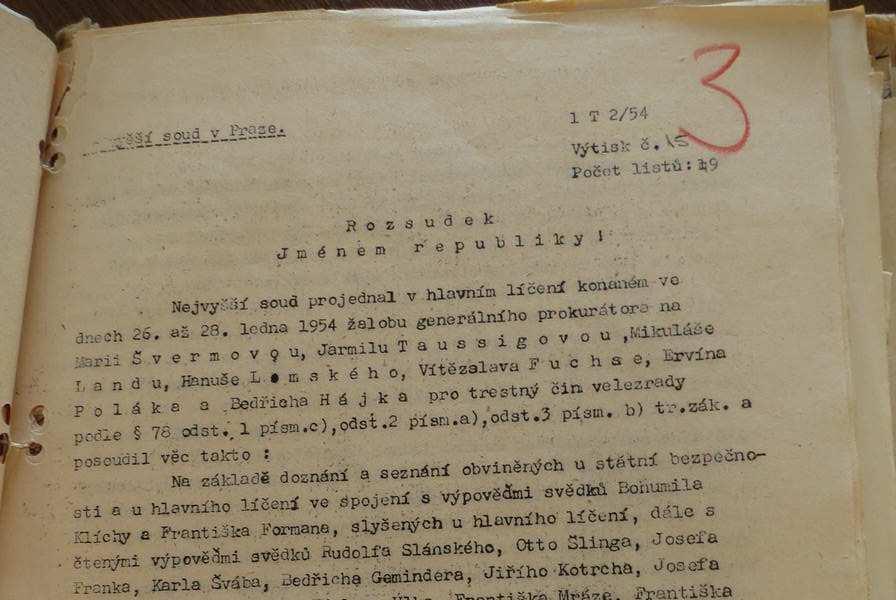 3
1 T 2/54
soud v Praze.
Výtisk č. 15
Počet listů: 19
Rozsudek
Jménem republiky!
Nejvyšší soud projednal v hlavním líčení konaném ve
dnech 26. až 28. ledna 1954 žalobu generálního prokurátora na
Marii Švermovou, Jarmilu Taussigovou, Mikuláše
Landu, Hanuše Lomského, Vítězslava Fuchse, Ervína
Poláka a Bedřicha Hájka pro trestný čin velezrady
podle § 78 odst. 1 písm.c),odst.2 písm.a),odst.3 písm. b) tr.zák. a
posoudil věc takto :
Na základě doznání a seznání obviněných u státní bezpečno-
sti a u hlavního líčení ve spojení s výpověďmi svědků Bohumila
Klíchy a Františka Formana, slyšených u hlavního líčení, dále s
čtenými výpověďmi svědků Rudolfa Slánského, Otto Šlinga, Josefa
Franka, Karla Švába, Bedřicha Gemindera, Jiřího Kotrcha, Josefa
Františka Mráze, Františka